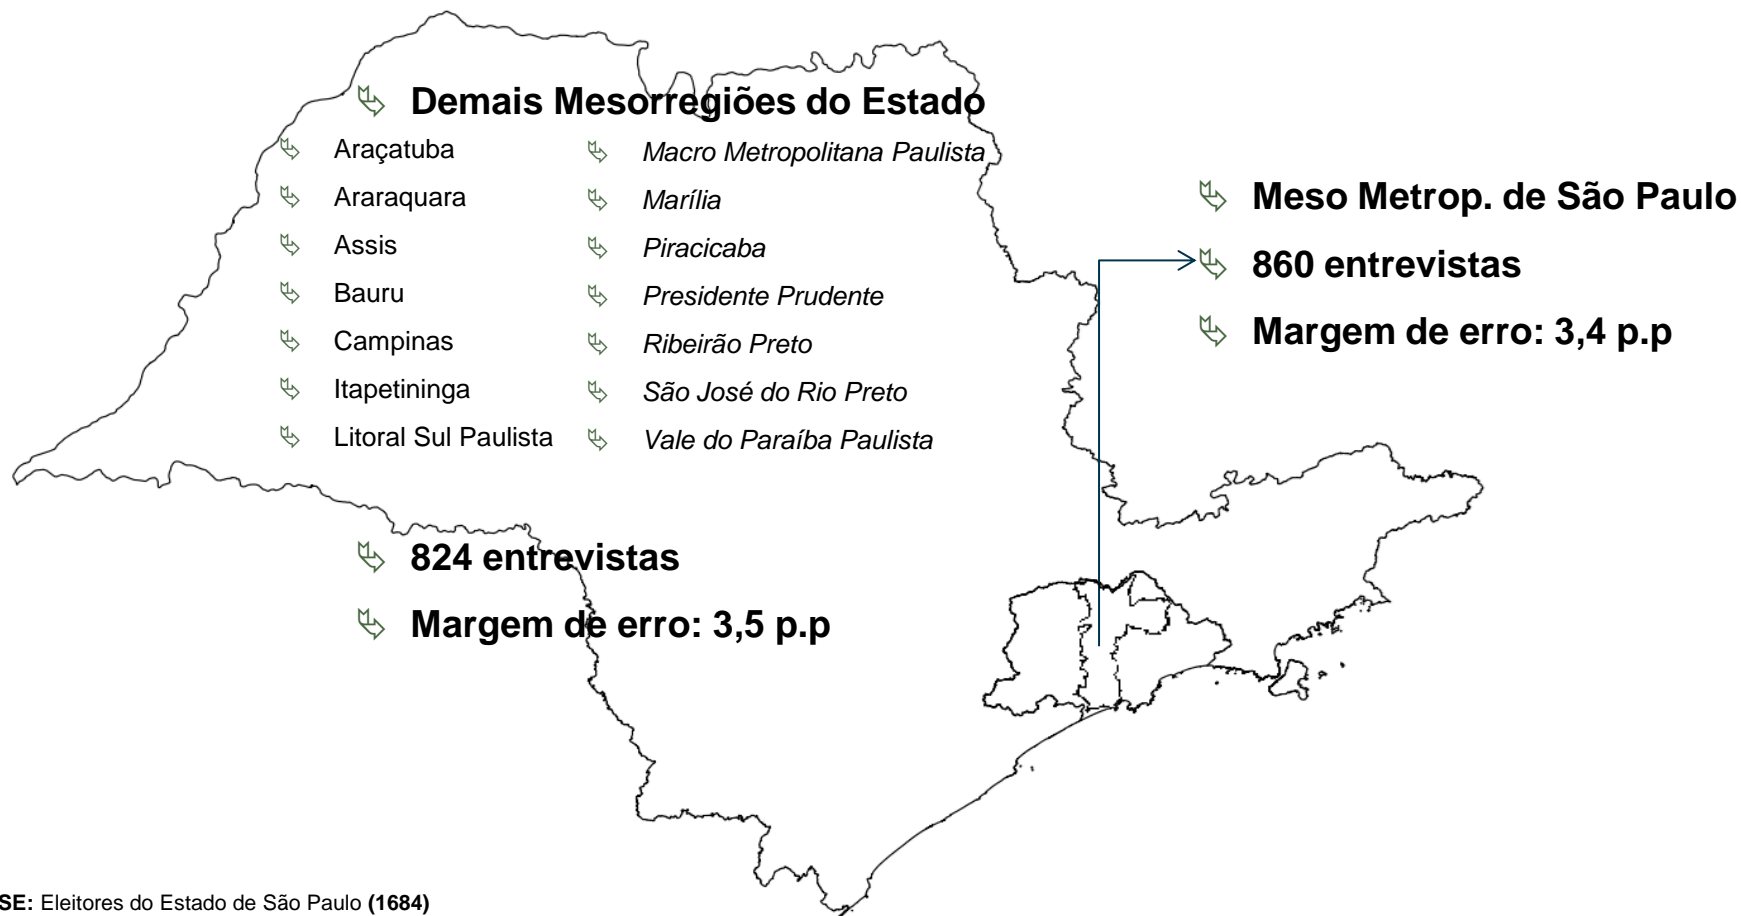 Demais Mesorregiões do Estado
Araçatuba
Araraquara
Assis
Bauru
Campinas
Itapetininga
Litoral Sul Paulista
Macro Metropolitana Paulista
Marília
Piracicaba
Presidente Prudente
Ribeirão Preto
São José do Rio Preto
Vale do Paraíba Paulista
824 entrevistas
Margem de erro: 3,5 p.p
Meso Metrop. de São Paulo
860 entrevistas
Margem de erro: 3,4 p.p
SE: Eleitores do Estado de São Paulo (1684)